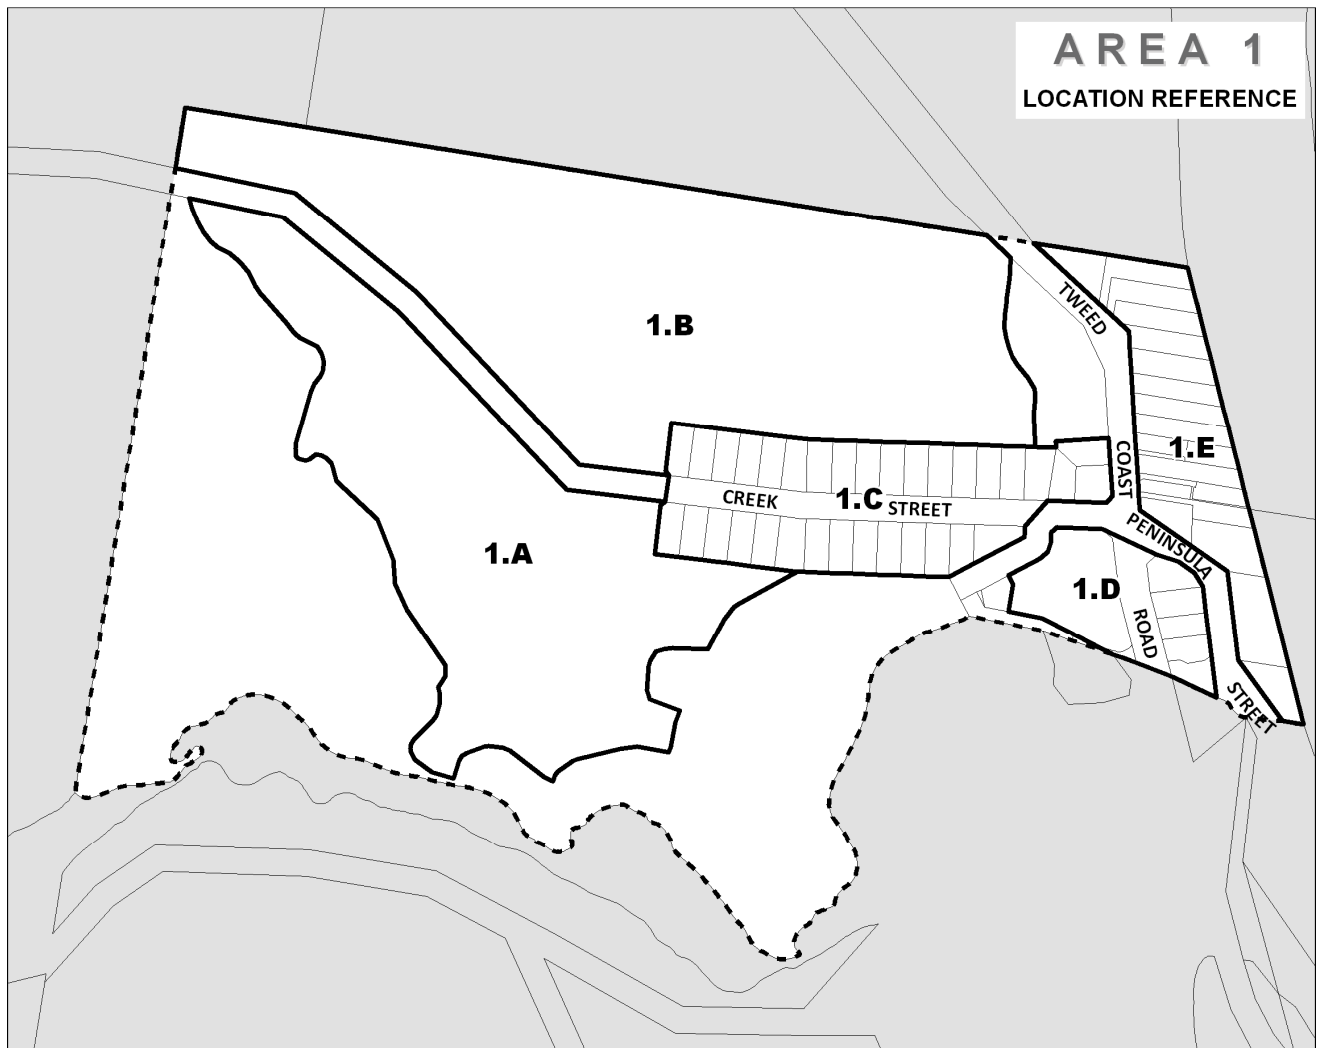 AREA 1
LOCATION REFERENCE
TWEED
1.B
COAST
1.E
1.C
CREEK
STREET
PENINSULA
1.A
1.D
ROAD
STREET